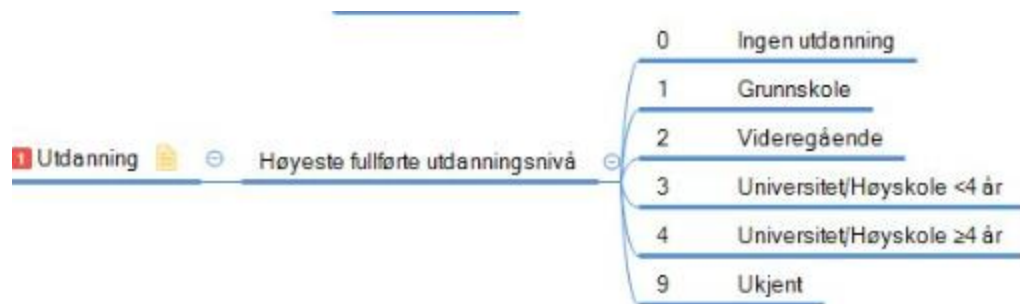 0 Ingen utdanning
1 Grunnskole
2 Videregående
1 Utdanning
Høyeste fullførte utdanningsnivå
3 Universitet/Høyskole <4 år
4 Universitet/Høyskole ≥4 år
9 Ukjent